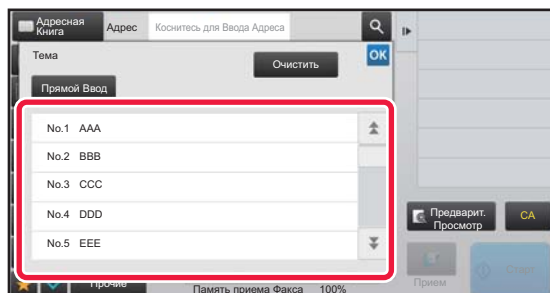 Адресная
Книга
Адрес
Коснитесь для Ввода Адреса
Тема
Очистить
OK
Прямой Ввод
No.1 AAA
No.2 BBB
No.3 CCC
No.4 DDD
No.5 EEE
Предварит.
Просмотр
CA
Прочие
Память приема Факса 100%
Прием
Старт